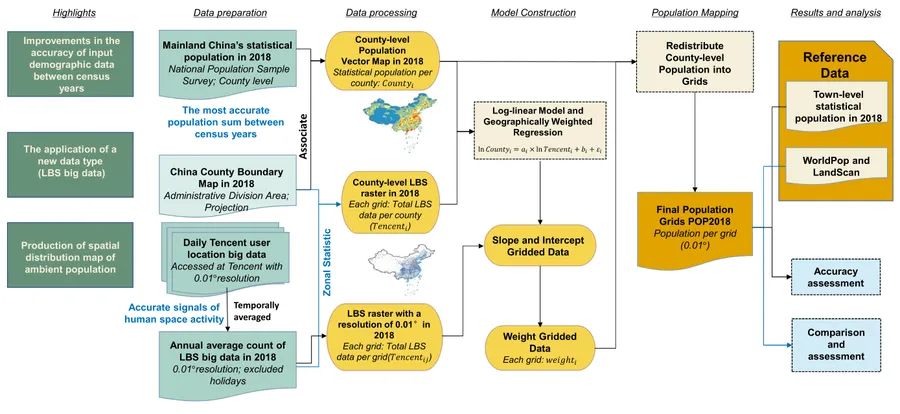 Highlights
Data preparation
Data processing
Model Construction
Population Mapping
Results and analysis
Improvements in the
accuracy of input
demographic data
between census
years
The application of a
new data type
(LBS big data)
Production of spatial
distribution map of
ambient population
Mainland China's statistical
population in 2018
National Population Sample
Survey; County level
The most accurate
population sum between
census years
Associate
China County Boundary
Map in 2018
Administrative Division Area;
Projection
Daily Tencent user
location big data
Accessed at Tencent with
0.01°resolution
Accurate signals of
human space activity
Temporally
averaged
Zonal Statistic
Annual average count of
LBS big data in 2018
0.01°resolution; excluded
holidays
County-level
Population
Vector Map in 2018
Statistical population per
county: County_i
County-level LBS
raster in 2018
Each grid: Total LBS
data per county
(Tencent_i)
LBS raster with a
resolution of 0.01° in
2018
Each grid: Total LBS
data per grid(Tencent_ij)
Log-linear Model and
Geographically Weighted
Regression
ln County_i = a_i × ln Tencent_i + b_i + ε_i
Slope and Intercept
Gridded Data
Weight Gridded
Data
Each grid: weight_i
Redistribute
County-level
Population into
Grids
Final Population
Grids POP2018
Population per grid
(0.01°)
Reference
Data
Town-level
statistical
population in 2018
WorldPop and
LandScan
Accuracy
assessment
Comparison
and
assessment